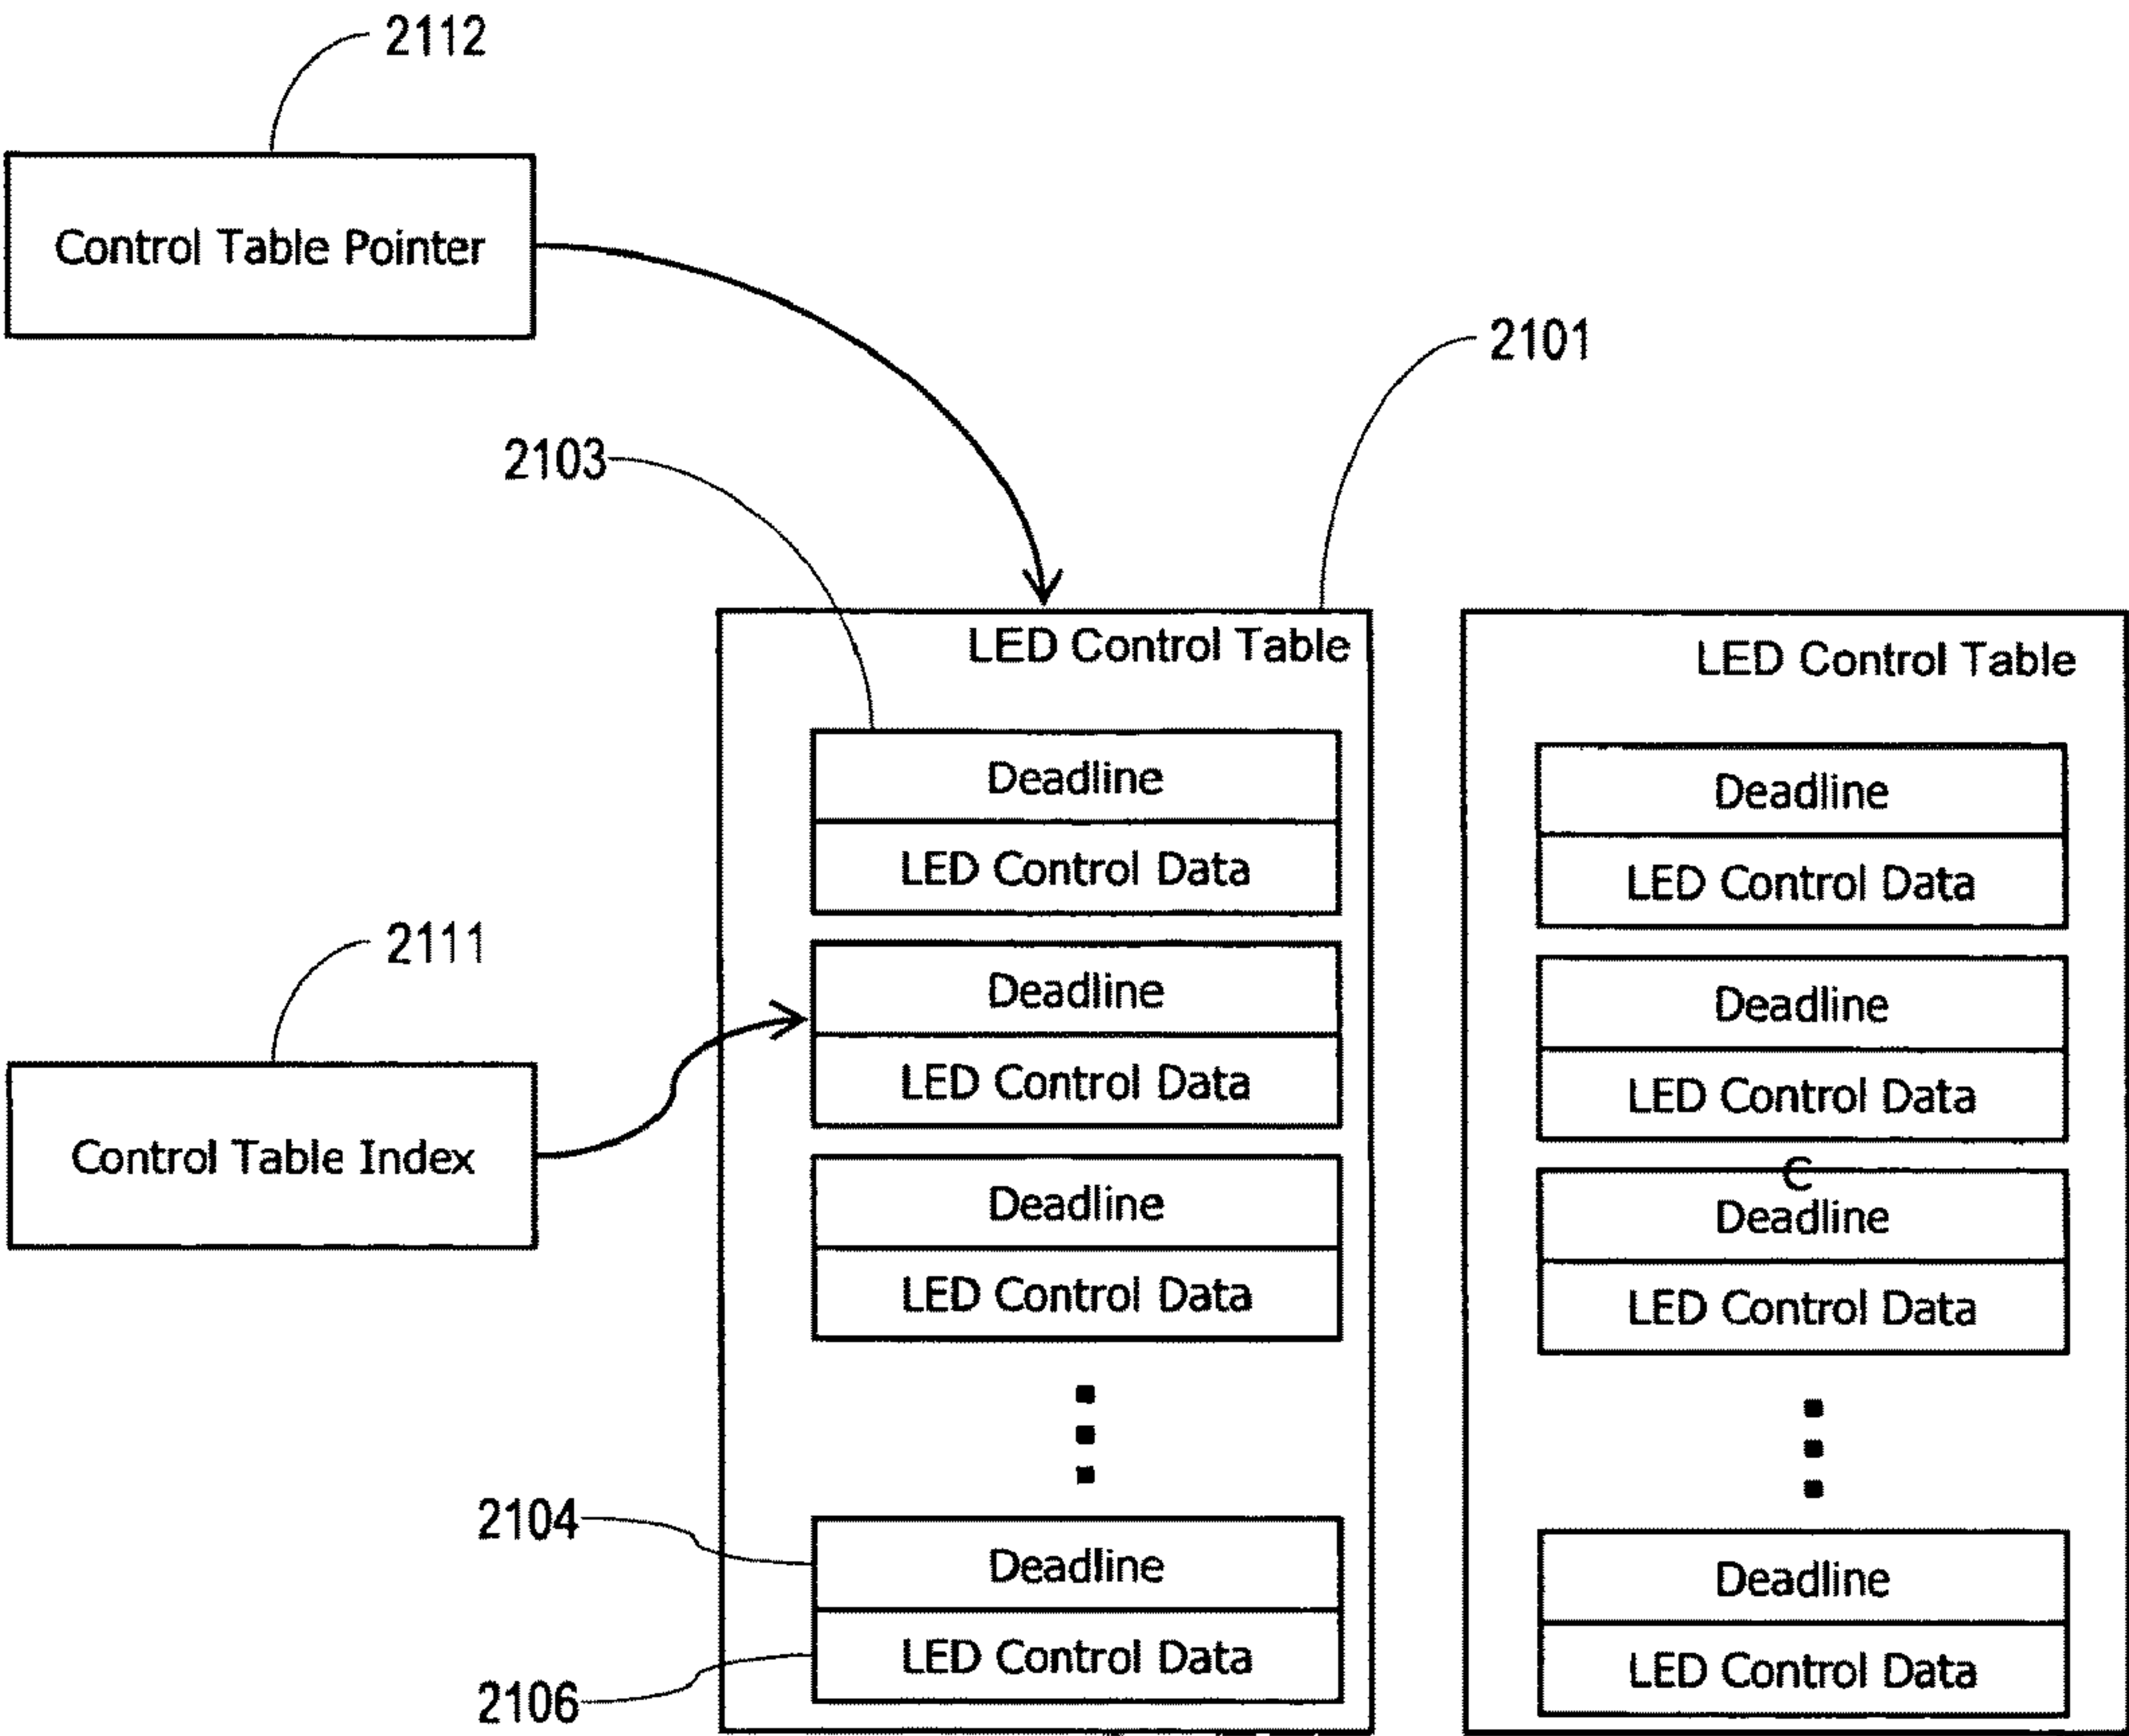 2112
Control Table Pointer
2101
2103
LED Control Table
Deadline
LED Control Data
2111
Deadline
LED Control Data
Control Table Index
Deadline
LED Control Data
2104
Deadline
LED Control Data
2106
LED Control Table
Deadline
LED Control Data
Deadline
LED Control Data
C
Deadline
LED Control Data
Deadline
LED Control Data